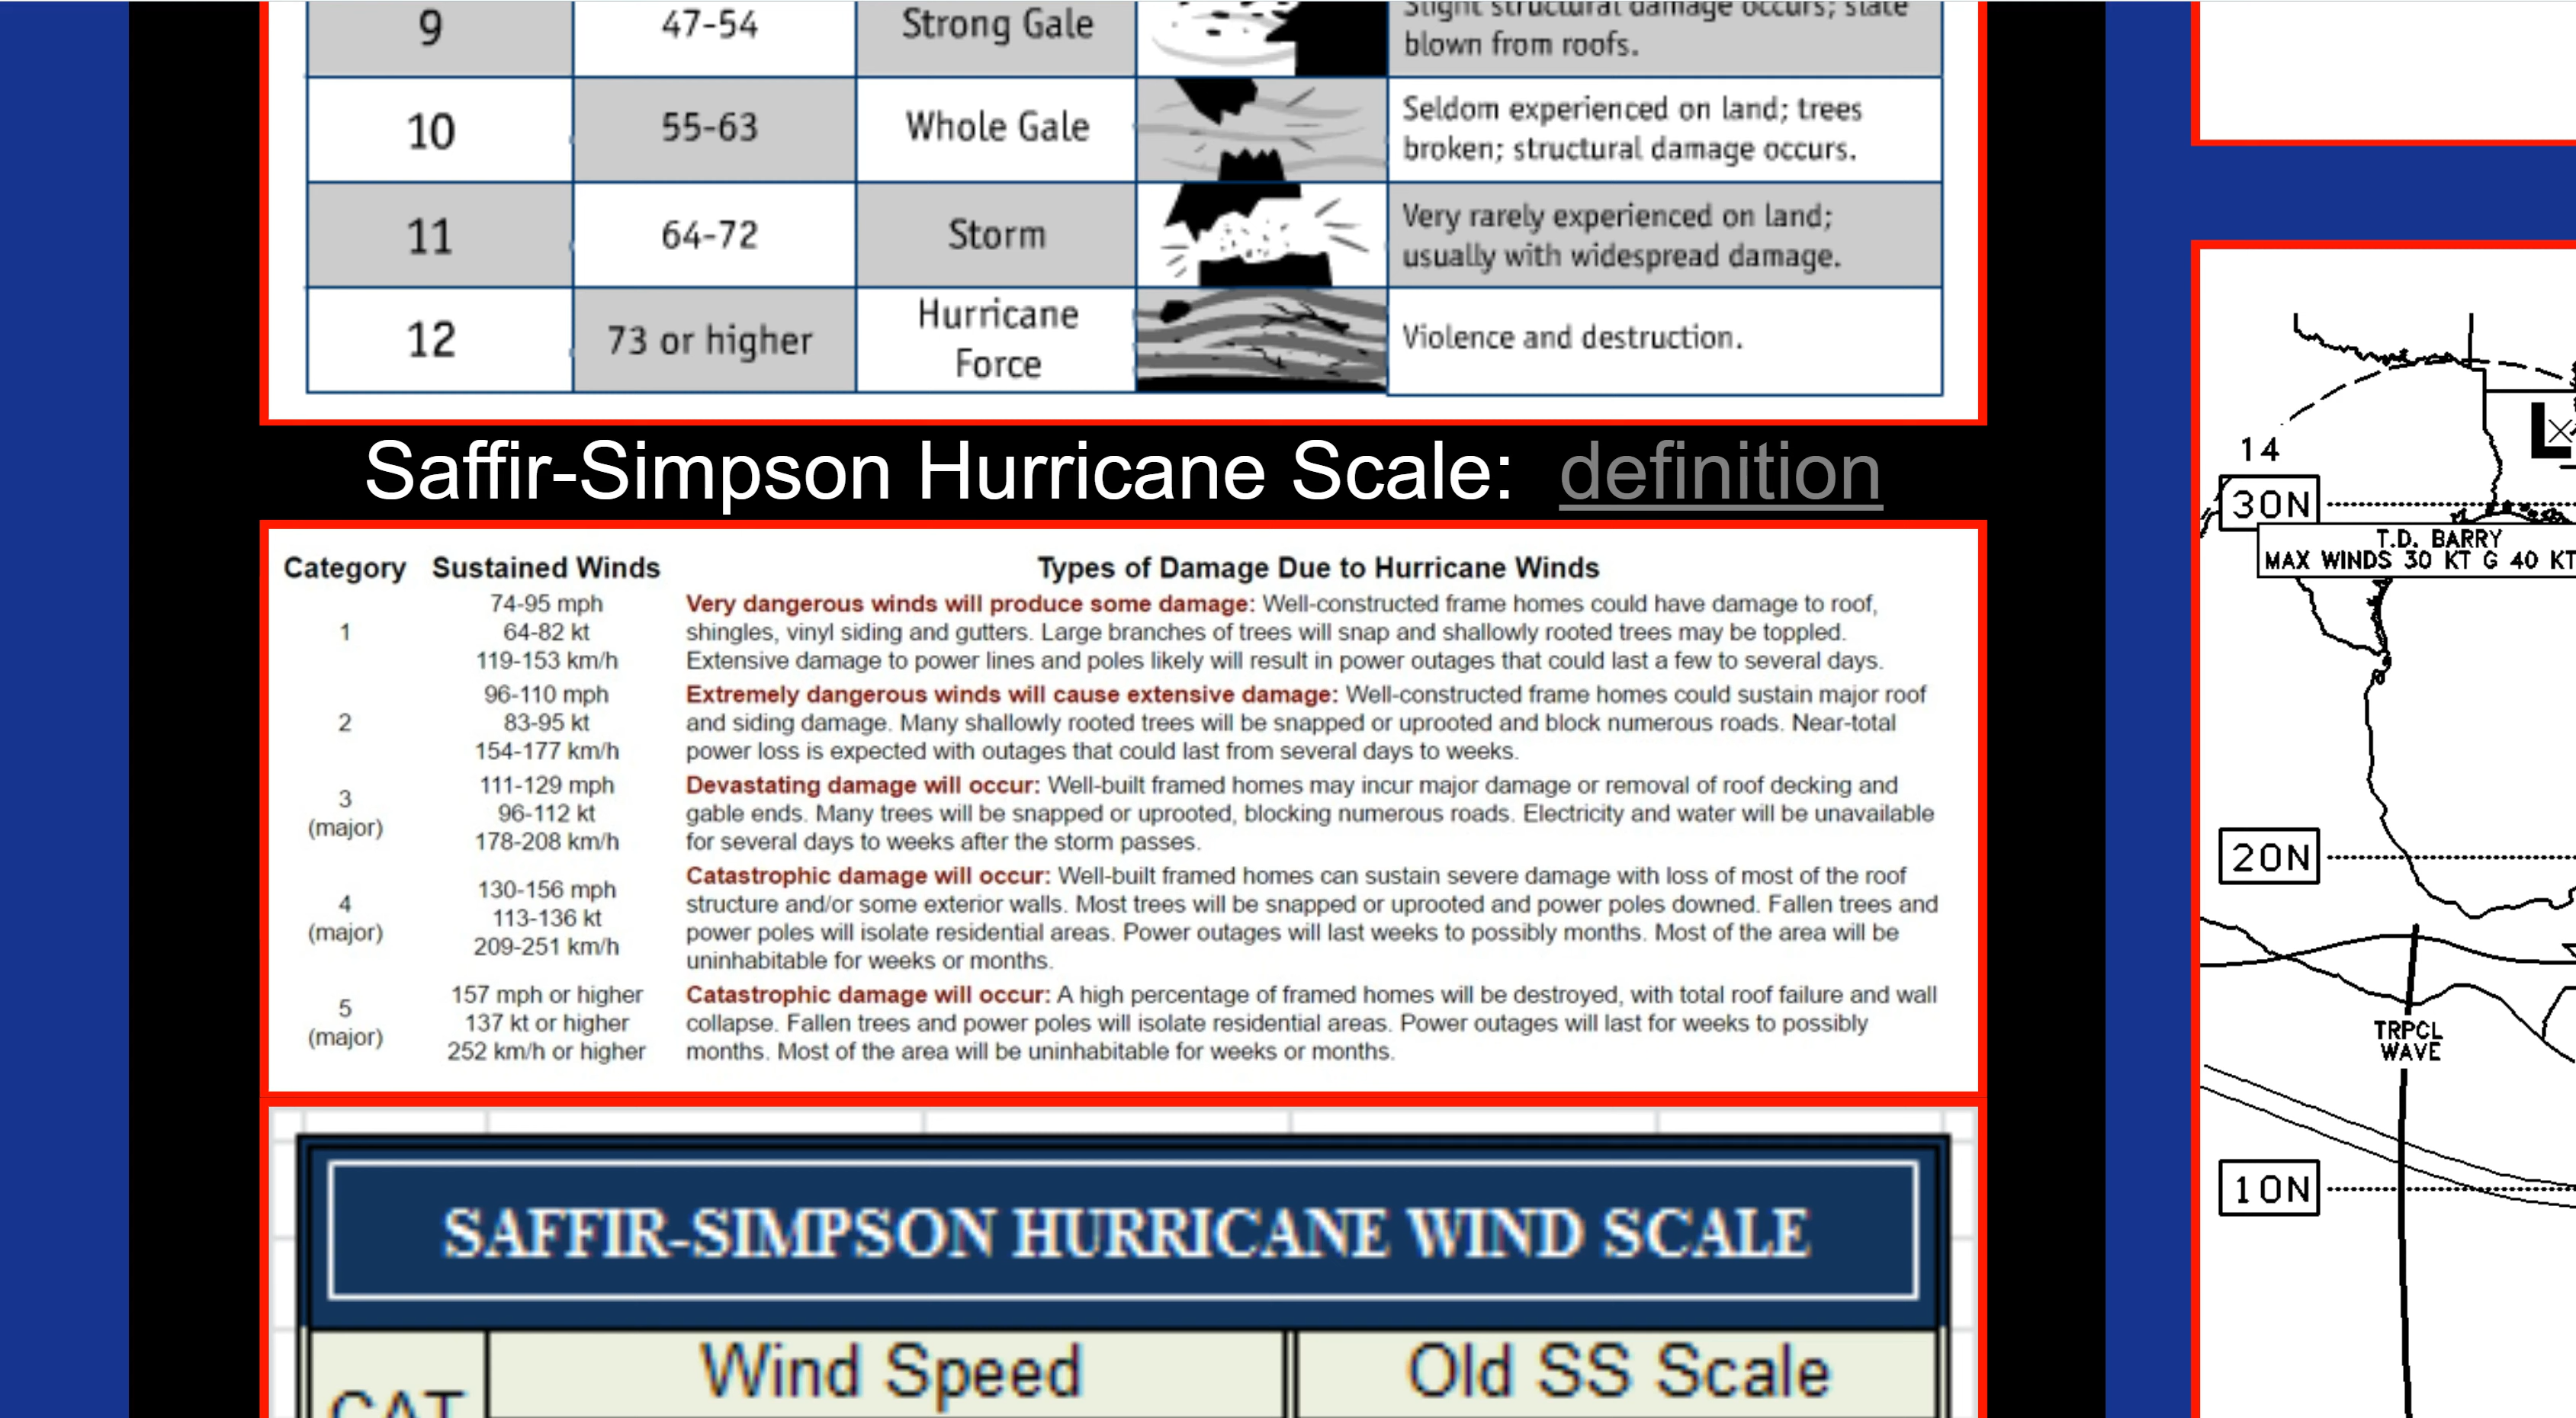 9 47-54 Strong Gale Slight structural damage occurs; slate
blown from roofs.
10 55-63 Whole Gale Seldom experienced on land; trees
broken; structural damage occurs.
11 64-72 Storm Very rarely experienced on land;
usually with widespread damage.
12 73 or higher Hurricane
Force Violence and destruction.
Saffir-Simpson Hurricane Scale: definition
Category Sustained Winds Types of Damage Due to Hurricane Winds
1
74-95 mph
64-82 kt
119-153 km/h
Very dangerous winds will produce some damage: Well-constructed frame homes could have damage to roof,
shingles, vinyl siding and gutters. Large branches of trees will snap and shallowly rooted trees may be toppled.
Extensive damage to power lines and poles likely will result in power outages that could last a few to several days.
2
96-110 mph
83-95 kt
154-177 km/h
Extremely dangerous winds will cause extensive damage: Well-constructed frame homes could sustain major roof
and siding damage. Many shallowly rooted trees will be snapped or uprooted and block numerous roads. Near-total
power loss is expected with outages that could last from several days to weeks.
3
(major)
111-129 mph
96-112 kt
178-208 km/h
Devastating damage will occur: Well-built framed homes may incur major damage or removal of roof decking and
gable ends. Many trees will be snapped or uprooted, blocking numerous roads. Electricity and water will be unavailable
for several days to weeks after the storm passes.
4
(major)
130-156 mph
113-136 kt
209-251 km/h
Catastrophic damage will occur: Well-built framed homes can sustain severe damage with loss of most of the roof
structure and/or some exterior walls. Most trees will be snapped or uprooted and power poles downed. Fallen trees and
power poles will isolate residential areas. Power outages will last weeks to possibly months. Most of the area will be
uninhabitable for weeks or months.
5
(major)
157 mph or higher
137 kt or higher
252 km/h or higher
Catastrophic damage will occur: A high percentage of framed homes will be destroyed, with total roof failure and wall
collapse. Fallen trees and power poles will isolate residential areas. Power outages will last for weeks to possibly
months. Most of the area will be uninhabitable for weeks or months.
SAFFIR-SIMPSON HURRICANE WIND SCALE
CAT Wind Speed Old SS Scale
14
L
30N
T.D. BARRY
MAX WINDS 30 KT G 40 KT
20N
TRPCL
WAVE
10N